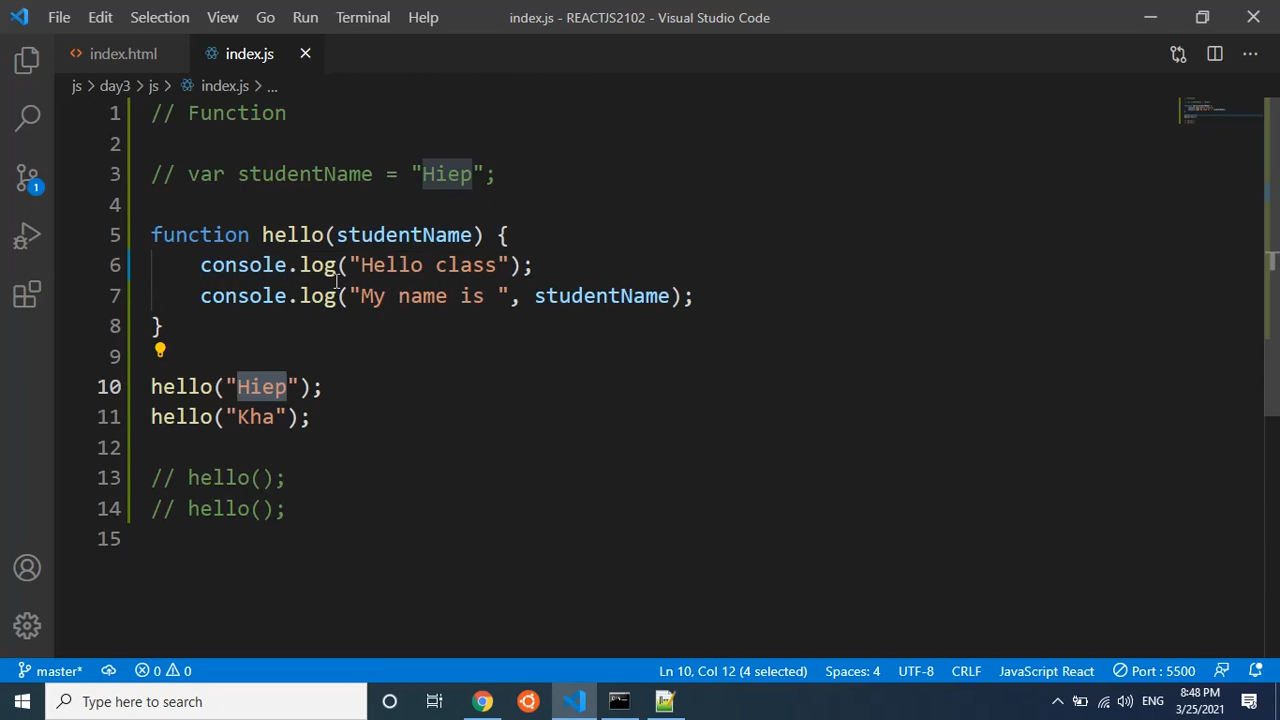 File Edit Selection View Go Run Terminal Help index.js - REACTJS2102 - Visual Studio Code
index.html index.js
js > day3 > js > index.js > ...
1 // Function
2
3 // var studentName = "Hiep";
4
5 function hello(studentName) {
6 console.log("Hello class");
7 console.log("My name is ", studentName);
8 }
9
10 hello("Hiep");
11 hello("Kha");
12
13 // hello();
14 // hello();
15
1
master* 0 0 Ln 10, Col 12 (4 selected) Spaces: 4 UTF-8 CRLF JavaScript React Port : 5500
Type here to search ENG 8:48 PM
3/25/2021